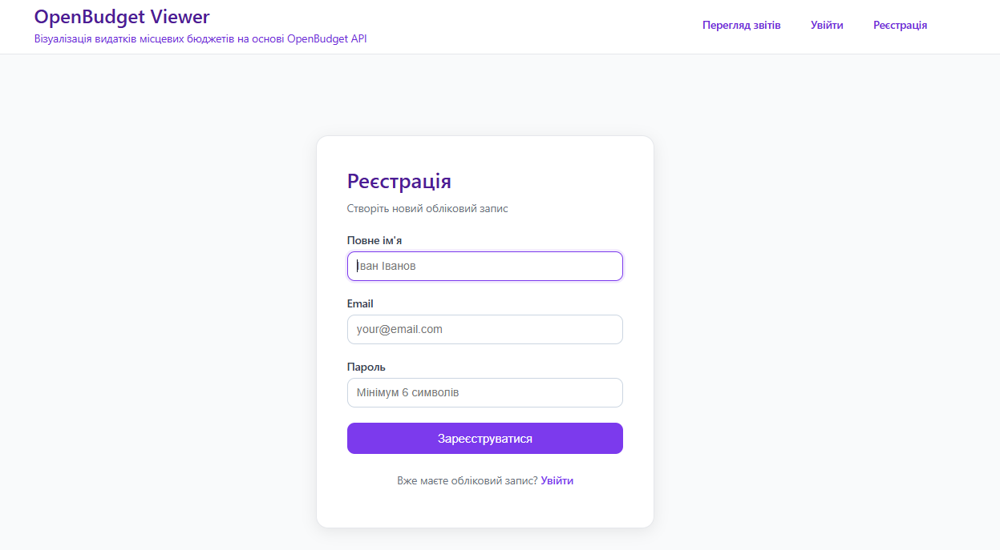 OpenBudget Viewer
Візуалізація видатків місцевих бюджетів на основі OpenBudget API
Перегляд звітів Увійти Реєстрація
Реєстрація
Створіть новий обліковий запис
Повне ім'я
Іван Іванов
Email
your@email.com
Пароль
Мінімум 6 символів
Зареєструватися
Вже маєте обліковий запис? Увійти